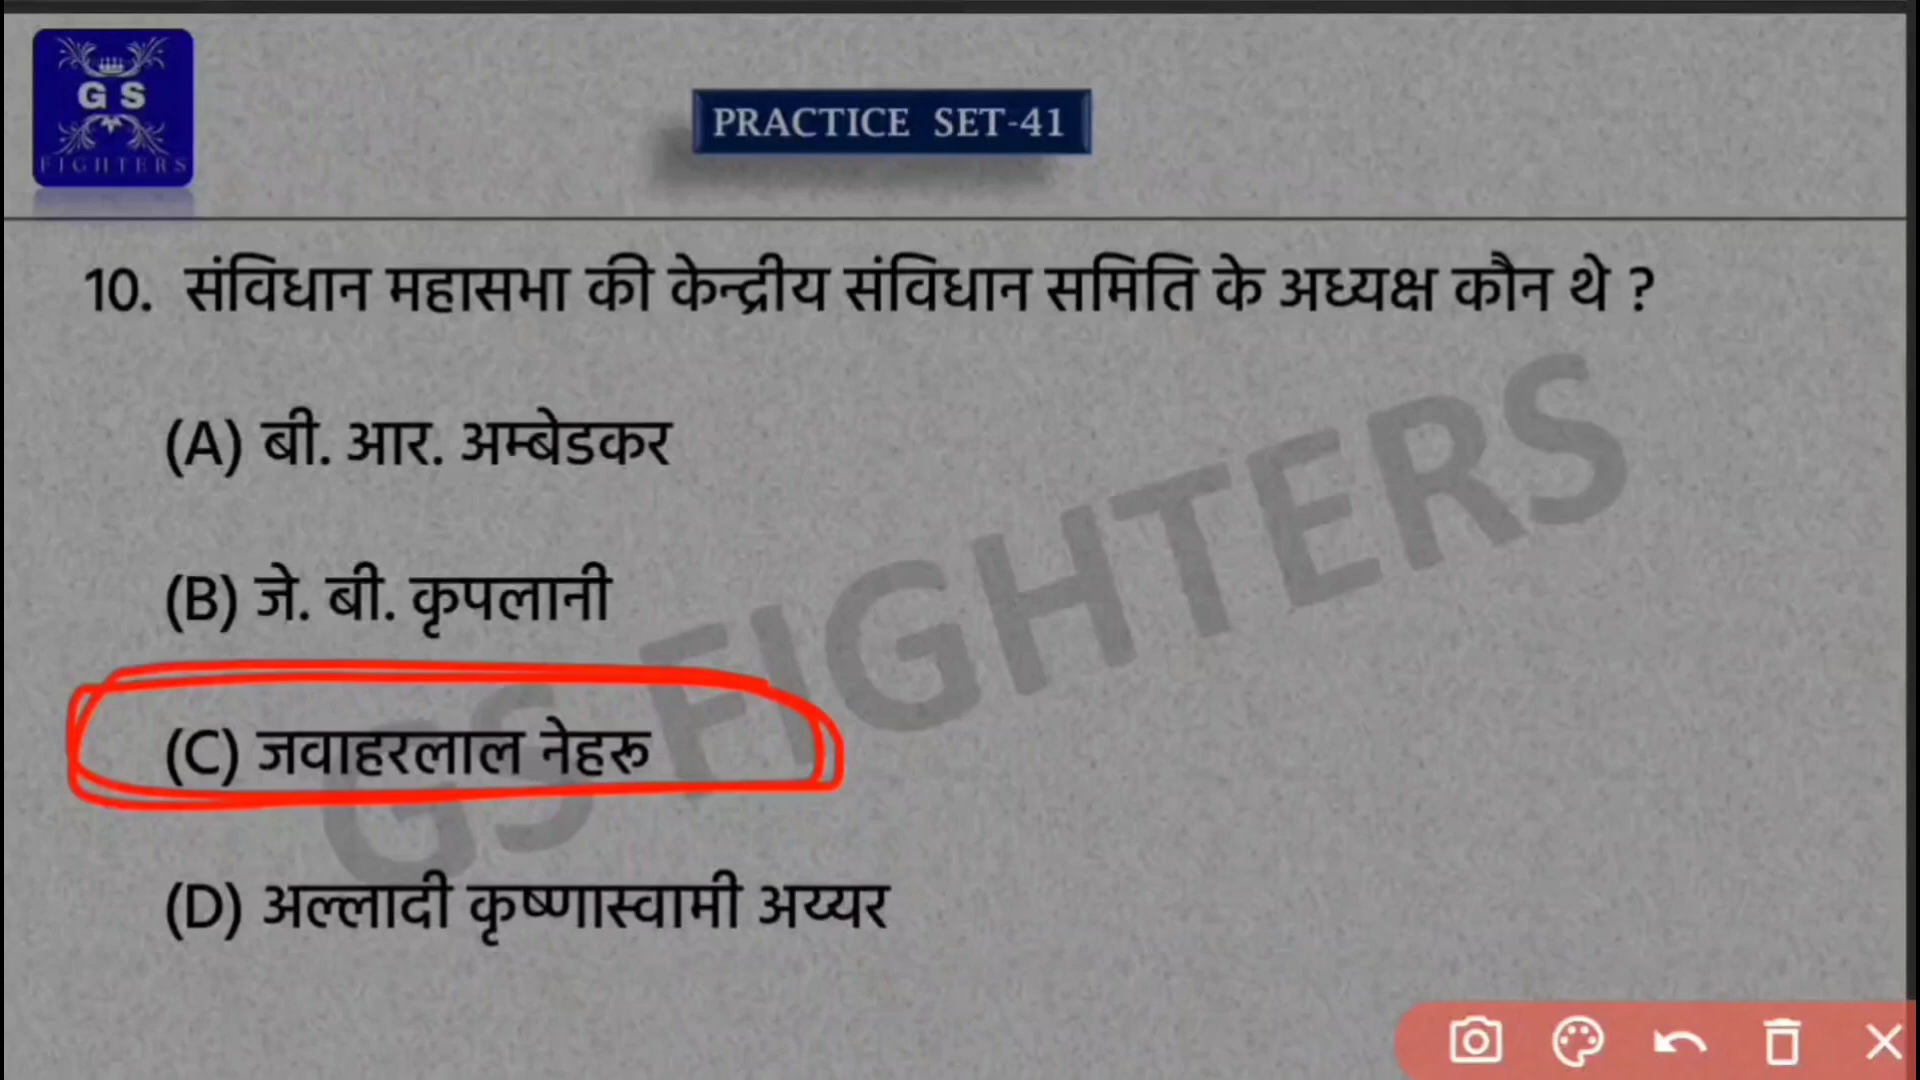 G S
FIGHTERS
PRACTICE SET-41
10. संविधान महासभा की केन्द्रीय संविधान समिति के अध्यक्ष कौन थे ?
(A) बी. आर. अम्बेडकर
(B) जे. बी. कृपलानी
(C) जवाहरलाल नेहरू
(D) अल्लादी कृष्णास्वामी अय्यर
GS FIGHTERS